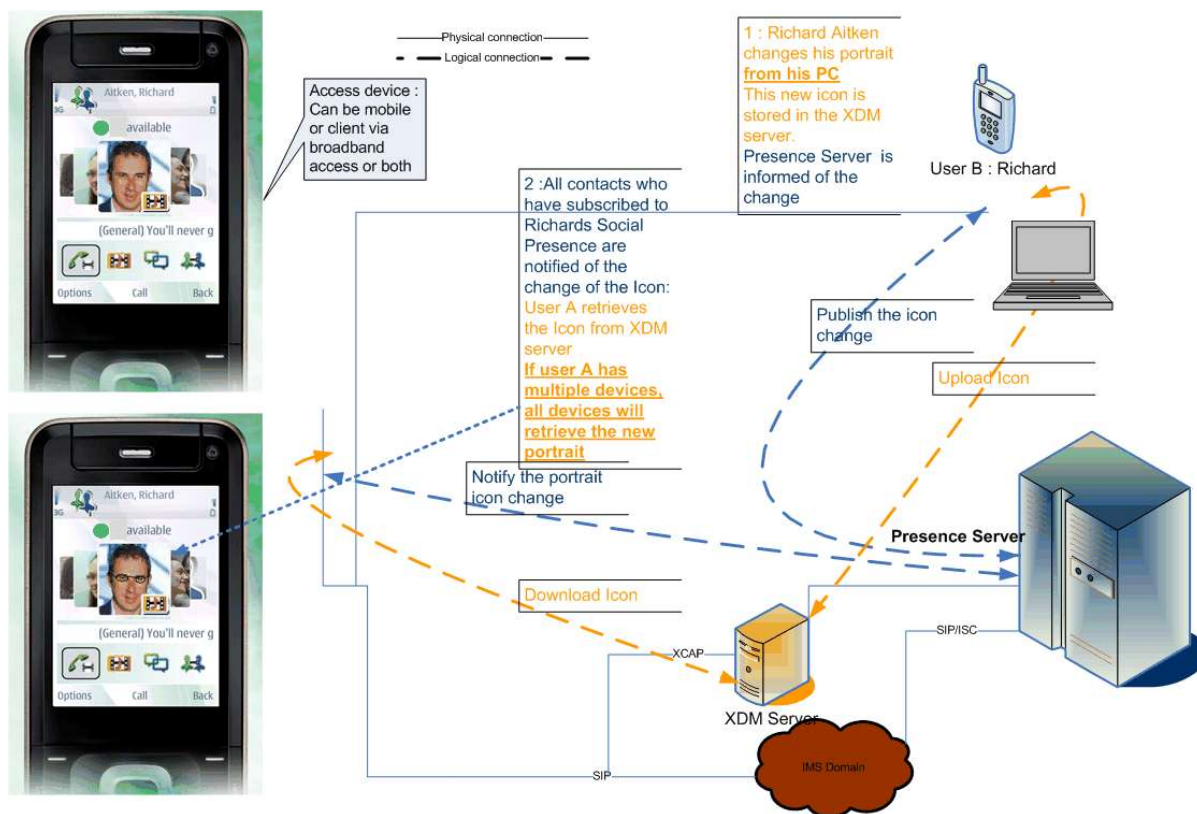 Aitken, Richard
3G
available
(General) You'll never g
Options Call Back
Access device :
Can be mobile
or client via
broadband
access or both
Physical connection
Logical connection
1 : Richard Aitken
changes his portrait
from his PC
This new icon is
stored in the XDM
server.
Presence Server is
informed of the
change
User B : Richard
2 :All contacts who
have subscribed to
Richards Social
Presence are
notified of the
change of the Icon:
User A retrieves
the Icon from XDM
server
If user A has
multiple devices,
all devices will
retrieve the new
portrait
Publish the icon
change
Upload Icon
Aitken, Richard
3G
available
(General) You'll never g
Options Call Back
Notify the portrait
icon change
Presence Server
Download Icon
SIP/ISC
XCAP
XDM Server
IMS Domain
SIP